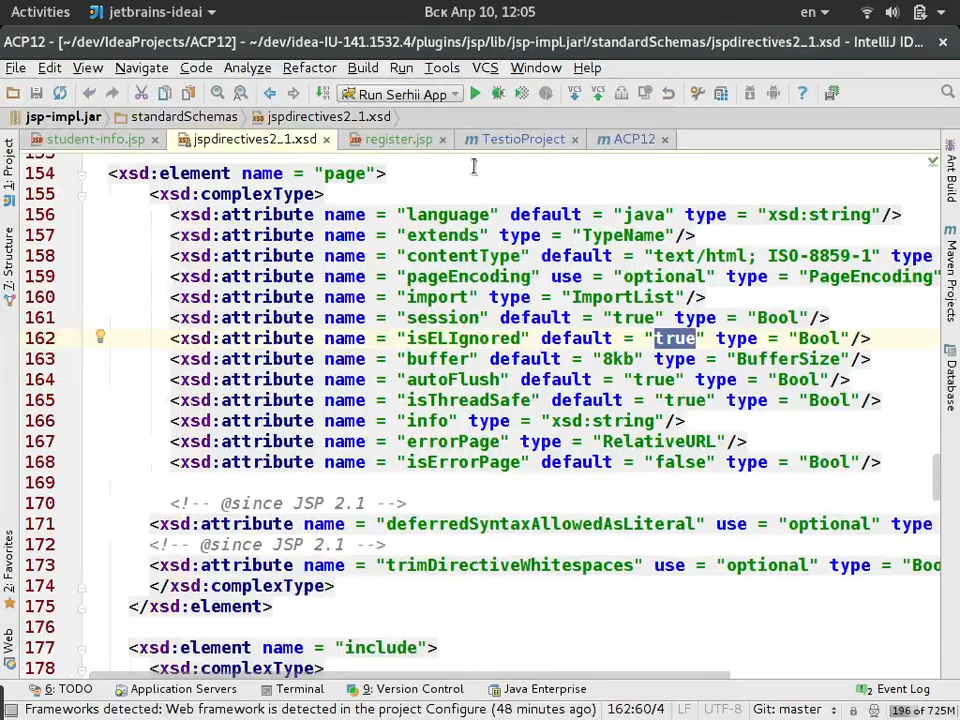 Activities jetbrains-ideai Вск Апр 10, 12:05 en
ACP12 - [~/dev/IdeaProjects/ACP12] - ~/dev/idea-IU-141.1532.4/plugins/jsp/lib/jsp-impl.jar!/standardSchemas/jspdirectives2_1.xsd - IntelliJ ID...
File Edit View Navigate Code Analyze Refactor Build Run Tools VCS Window Help
Run Serhii App
jsp-impl.jar standardSchemas jspdirectives2_1.xsd
student-info.jsp jspdirectives2_1.xsd register.jsp TestioProject ACP12
154 <xsd:element name = "page">
155 <xsd:complexType>
156 <xsd:attribute name = "language" default = "java" type = "xsd:string"/>
157 <xsd:attribute name = "extends" type = "TypeName"/>
158 <xsd:attribute name = "contentType" default = "text/html; ISO-8859-1" type
159 <xsd:attribute name = "pageEncoding" use = "optional" type = "PageEncoding"
160 <xsd:attribute name = "import" type = "ImportList"/>
161 <xsd:attribute name = "session" default = "true" type = "Bool"/>
162 <xsd:attribute name = "isELIgnored" default = "true" type = "Bool"/>
163 <xsd:attribute name = "buffer" default = "8kb" type = "BufferSize"/>
164 <xsd:attribute name = "autoFlush" default = "true" type = "Bool"/>
165 <xsd:attribute name = "isThreadSafe" default = "true" type = "Bool"/>
166 <xsd:attribute name = "info" type = "xsd:string"/>
167 <xsd:attribute name = "errorPage" type = "RelativeURL"/>
168 <xsd:attribute name = "isErrorPage" default = "false" type = "Bool"/>
169
170 <!-- @since JSP 2.1 -->
171 <xsd:attribute name = "deferredSyntaxAllowedAsLiteral" use = "optional" type
172 <!-- @since JSP 2.1 -->
173 <xsd:attribute name = "trimDirectiveWhitespaces" use = "optional" type = "Boo
174 </xsd:complexType>
175 </xsd:element>
176
177 <xsd:element name = "include">
178 <xsd:complexType>
1: Project
7: Structure
2: Favorites
Web
Ant Build
Maven Projects
Database
6: TODO Application Servers Terminal 9: Version Control Java Enterprise Event Log
Frameworks detected: Web framework is detected in the project Configure (48 minutes ago) 162:60/4 LF UTF-8 Git: master 196 of 725M